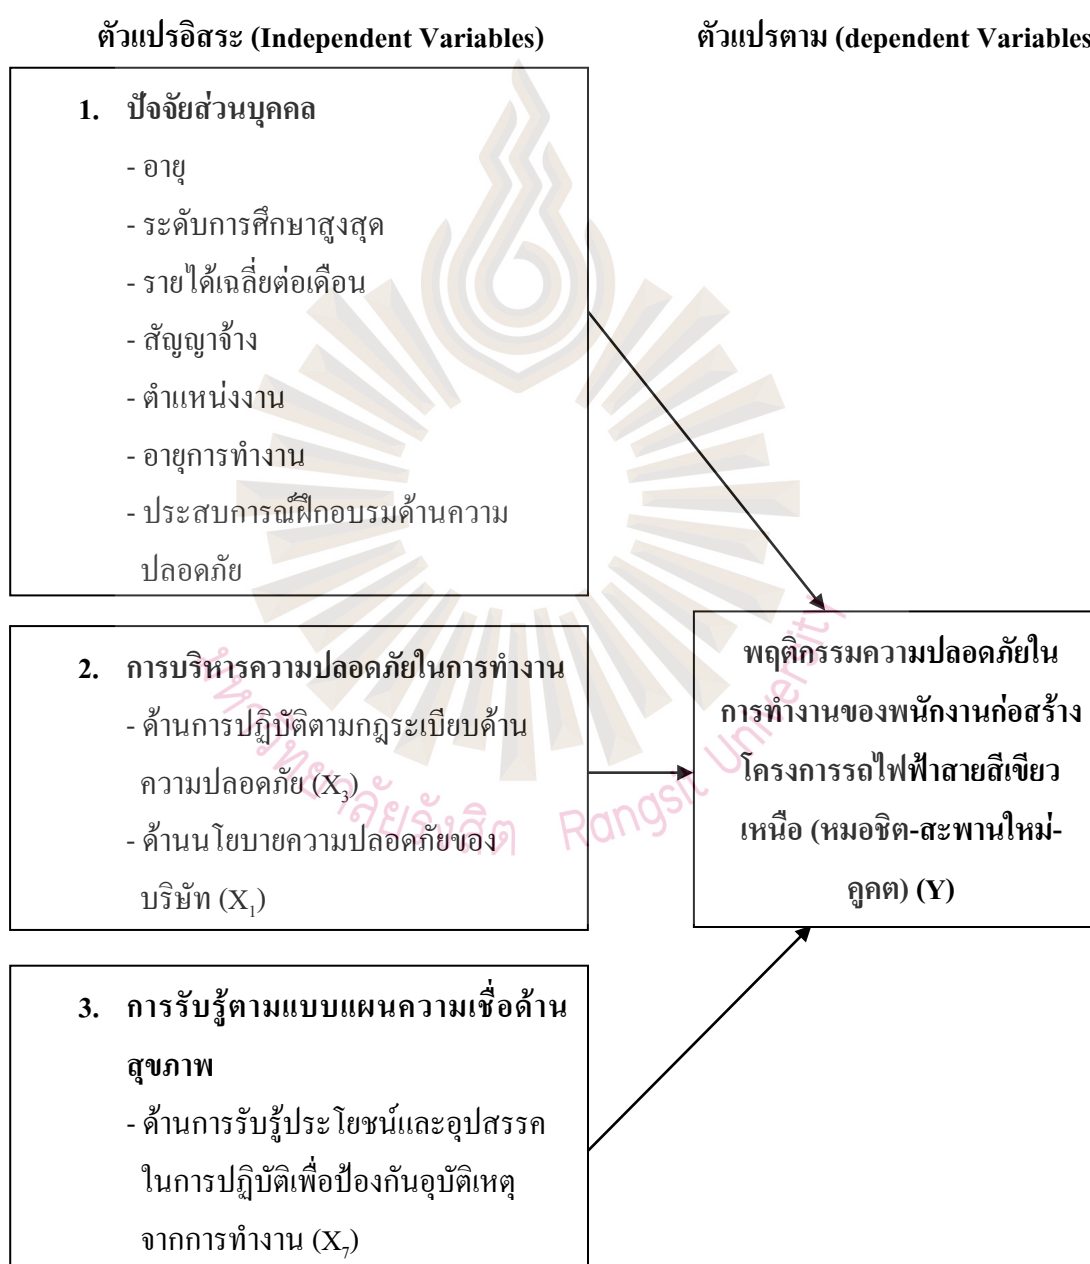 ตัวแปรอิสระ (Independent Variables)
ตัวแปรตาม (dependent Variables
1. ปัจจัยส่วนบุคคล
- อายุ
- ระดับการศึกษาสูงสุด
- รายได้เฉลี่ยต่อเดือน
- สัญญาจ้าง
- ตำแหน่งงาน
- อายุการทำงาน
- ประสบการณ์ฝึกอบรมด้านความ
ปลอดภัย
2. การบริหารความปลอดภัยในการทำงาน
- ด้านการปฏิบัติตามกฎระเบียบด้าน
ความปลอดภัย (X₃)
- ด้านนโยบายความปลอดภัยของ
บริษัท (X₁)
3. การรับรู้ตามแบบแผนความเชื่อด้าน
สุขภาพ
- ด้านการรับรู้ประโยชน์และอุปสรรค
ในการปฏิบัติเพื่อป้องกันอุบัติเหตุ
จากการทำงาน (X₇)
พฤติกรรมความปลอดภัยใน
การทำงานของพนักงานก่อสร้าง
โครงการรถไฟฟ้าสายสีเขียว
เหนือ (หมอชิต-สะพานใหม่-
คูคต) (Y)
มหาวิทยาลัยรังสิต Rangsit University